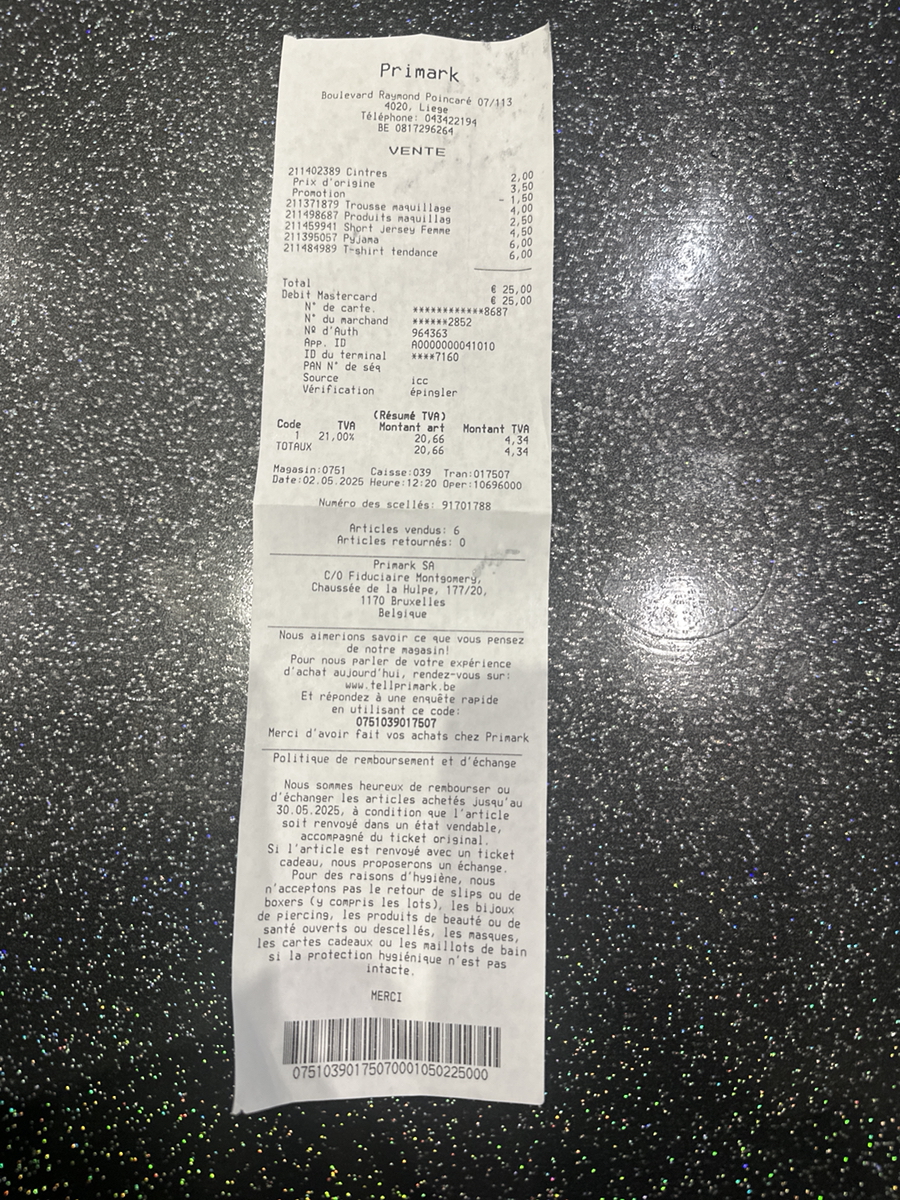 Primark
Boulevard Raymond Poincaré 07/113
4020, Liege
Téléphone: 043422194
BE 0817296264
VENTE
211402389 Cintres 2,00
Prix d'origine 3,50
Promotion - 1,50
211371879 Trousse maquillage 4,00
211498687 Produits maquillag 2,50
211459941 Short Jersey Femme 4,50
211395057 Pyjama 6,00
211484989 T-shirt tendance 6,00
Total € 25,00
Debit Mastercard € 25,00
N° de carte. ************8687
N° du marchand ******2852
Nº d'Auth 964363
App. ID A0000000041010
ID du terminal ****7160
PAN N° de séq
Source icc
Vérification épingler
(Résumé TVA)
Code TVA Montant art Montant TVA
1 21,00% 20,66 4,34
TOTAUX 20,66 4,34
Magasin:0751 Caisse:039 Tran:017507
Date:02.05.2025 Heure:12:20 Oper:10696000
Numéro des scellés: 91701788
Articles vendus: 6
Articles retournés: 0
Primark SA
C/O Fiduciaire Montgomery,
Chaussée de la Hulpe, 177/20,
1170 Bruxelles
Belgique
Nous aimerions savoir ce que vous pensez
de notre magasin!
Pour nous parler de votre expérience
d'achat aujourd'hui, rendez-vous sur:
www.tellprimark.be
Et répondez à une enquête rapide
en utilisant ce code:
0751039017507
Merci d'avoir fait vos achats chez Primark
Politique de remboursement et d'échange
Nous sommes heureux de rembourser ou
d'échanger les articles achetés jusqu'au
30.05.2025, à condition que l'article
soit renvoyé dans un état vendable,
accompagné du ticket original.
Si l'article est renvoyé avec un ticket
cadeau, nous proposerons un échange.
Pour des raisons d'hygiène, nous
n'acceptons pas le retour de slips ou de
boxers (y compris les lots), les bijoux
de piercing, les produits de beauté ou de
santé ouverts ou descellés, les masques,
les cartes cadeaux ou les maillots de bain
si la protection hygiénique n'est pas
intacte.
MERCI
07510390175070001050225000